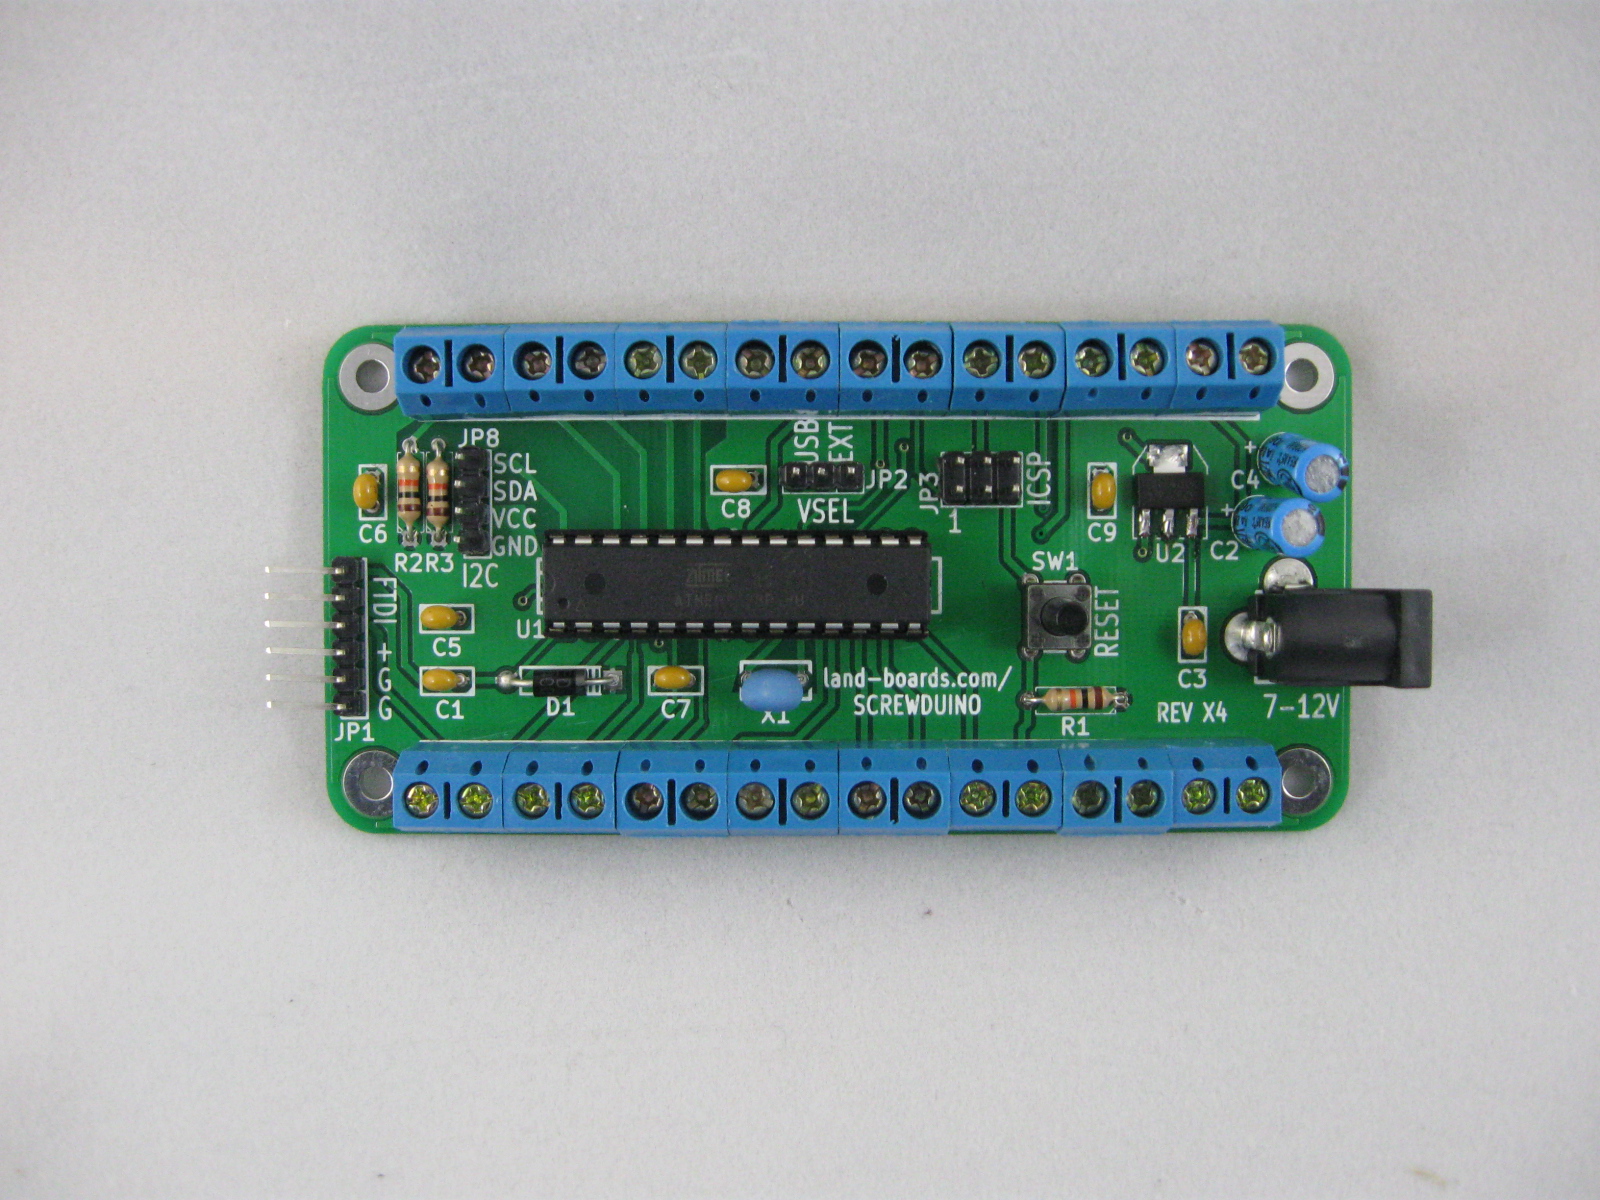 JP8
SCL
SDA
VCC
GND
I2C
C6
R2
R3
C8
USB
EXT
JP2
VSEL
JP3
1
ICSP
C9
U2
C4
+
C2
+
FTDI
+
G
G
JP1
C5
C1
D1
U1
C7
X1
land-boards.com/
SCREWDUINO
SW1
RESET
R1
C3
REV X4
7-12V